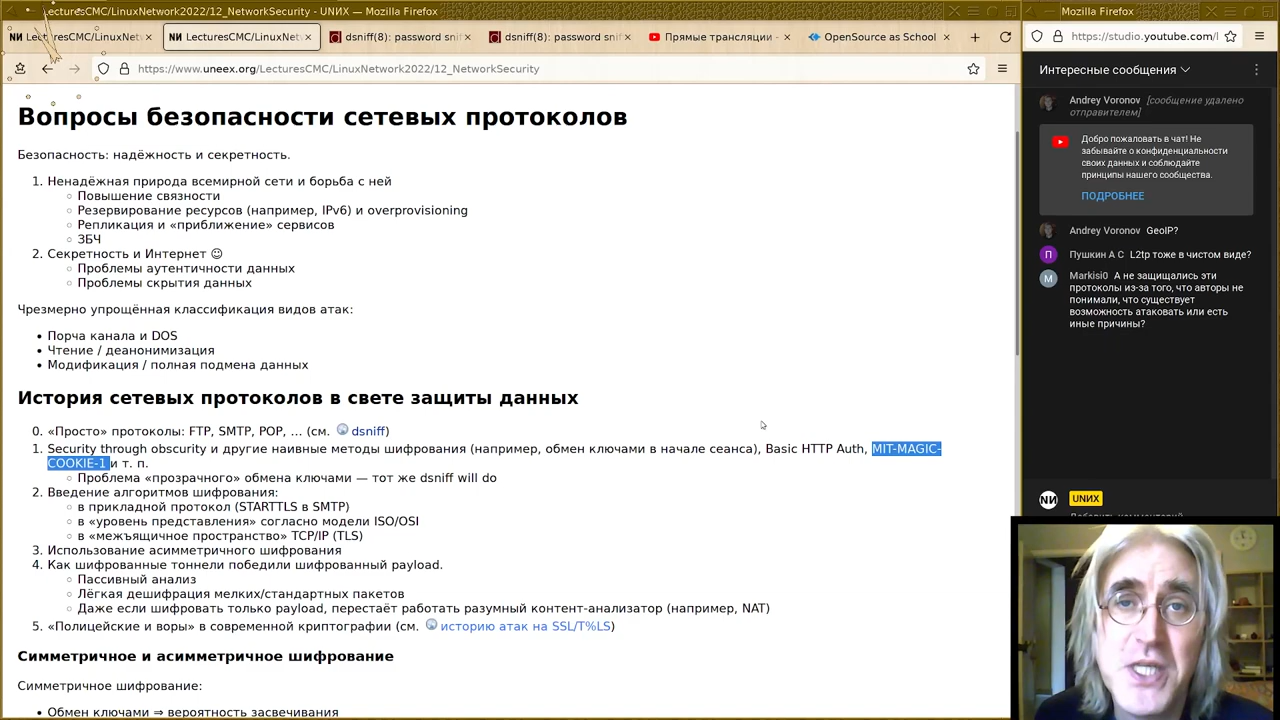 LecturesCMC/LinuxNetwork2022/12_NetworkSecurity - UNИX — Mozilla Firefox
Mozilla Firefox
LecturesCMC/LinuxNetw
LecturesCMC/LinuxNet
dsniff(8): password snif
dsniff(8): password snif
Прямые трансляции -
OpenSource as School
https://studio.youtube.com/l
https://www.uneex.org/LecturesCMC/LinuxNetwork2022/12_NetworkSecurity
Вопросы безопасности сетевых протоколов
Безопасность: надёжность и секретность.
1. Ненадёжная природа всемирной сети и борьба с ней
Повышение связности
Резервирование ресурсов (например, IPv6) и overprovisioning
Репликация и «приближение» сервисов
ЗБЧ
2. Секретность и Интернет ☺
Проблемы аутентичности данных
Проблемы скрытия данных
Чрезмерно упрощённая классификация видов атак:
Порча канала и DOS
Чтение / деанонимизация
Модификация / полная подмена данных
История сетевых протоколов в свете защиты данных
0. «Просто» протоколы: FTP, SMTP, POP, … (см. dsniff)
1. Security through obscurity и другие наивные методы шифрования (например, обмен ключами в начале сеанса), Basic HTTP Auth, MIT-MAGIC-
COOKIE-1 и т. п.
Проблема «прозрачного» обмена ключами — тот же dsniff will do
2. Введение алгоритмов шифрования:
в прикладной протокол (STARTTLS в SMTP)
в «уровень представления» согласно модели ISO/OSI
в «межъящичное пространство» TCP/IP (TLS)
3. Использование асимметричного шифрования
4. Как шифрованные тоннели победили шифрованный payload.
Пассивный анализ
Лёгкая дешифрация мелких/стандартных пакетов
Даже если шифровать только payload, перестаёт работать разумный контент-анализатор (например, NAT)
5. «Полицейские и воры» в современной криптографии (см. историю атак на SSL/T%LS)
Симметричное и асимметричное шифрование
Симметричное шифрование:
Обмен ключами ⇒ вероятность засвечивания
Интересные сообщения
Andrey Voronov [сообщение удалено
отправителем]
Добро пожаловать в чат! Не
забывайте о конфиденциальности
своих данных и соблюдайте
принципы нашего сообщества.
ПОДРОБНЕЕ
Andrey Voronov GeoIP?
П Пушкин А С L2tp тоже в чистом виде?
M Markisi0 А не защищались эти
протоколы из-за того, что авторы не
понимали, что существует
возможность атаковать или есть
иные причины?
NИ UNИX